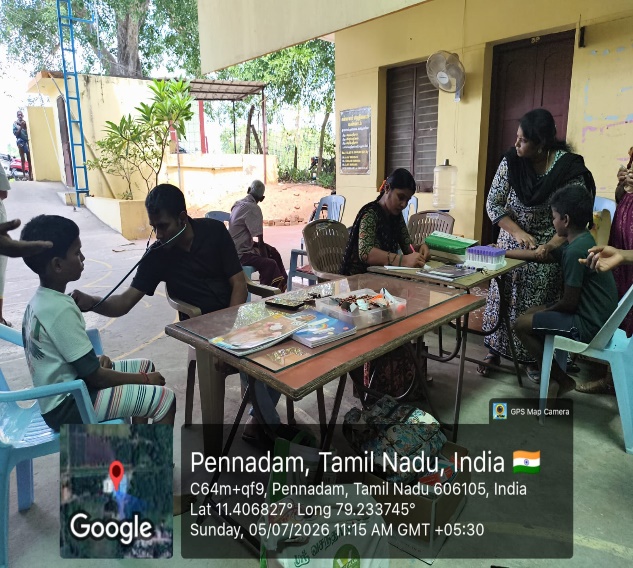 GPS Map Camera
Pennadam, Tamil Nadu, India
C64m+qf9, Pennadam, Tamil Nadu 606105, India
Lat 11.406827° Long 79.233745°
Sunday, 05/07/2026 11:15 AM GMT +05:30
Google